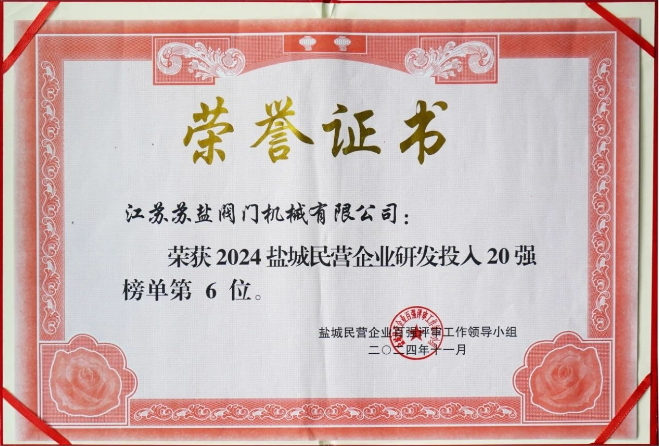 荣誉证书
江苏苏盐阀门机械有限公司：
荣获2024盐城民营企业研发投入20强
榜单第 6 位。
盐城民营企业百强评审工作领导小组
二〇二四年十一月